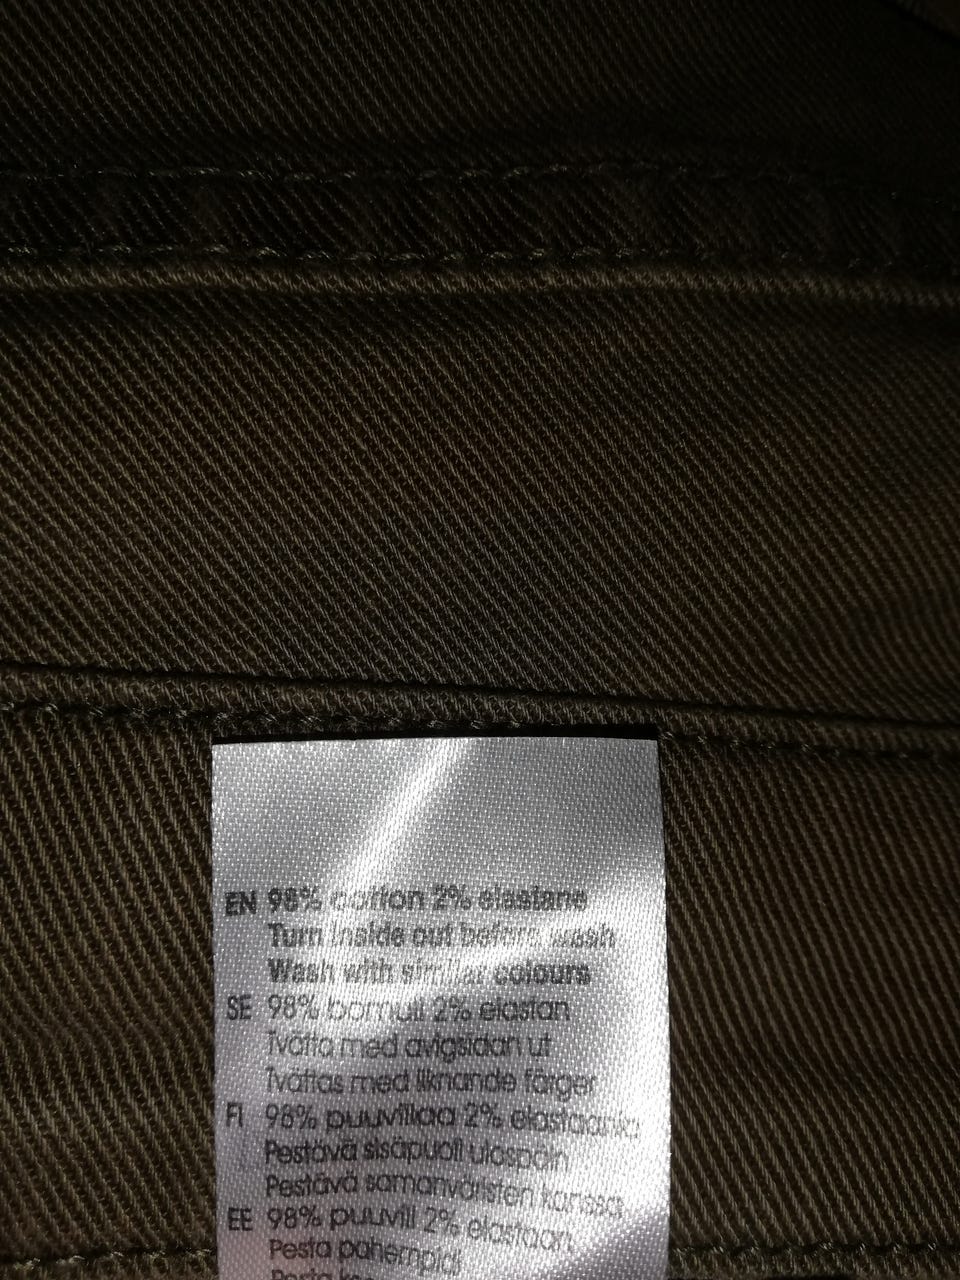 EN 98% cotton 2% elastane
Turn inside out before wash
Wash with similar colours
SE 98% bomull 2% elastan
Tvätta med avigsidan ut
Tvättas med liknande färger
FI 98% puuvillaa 2% elastaania
Pestävä sisäpuoli ulospäin
Pestävä samanväristen kanssa
EE 98% puuvill 2% elastaan
Pesta pahempidi
Pesta